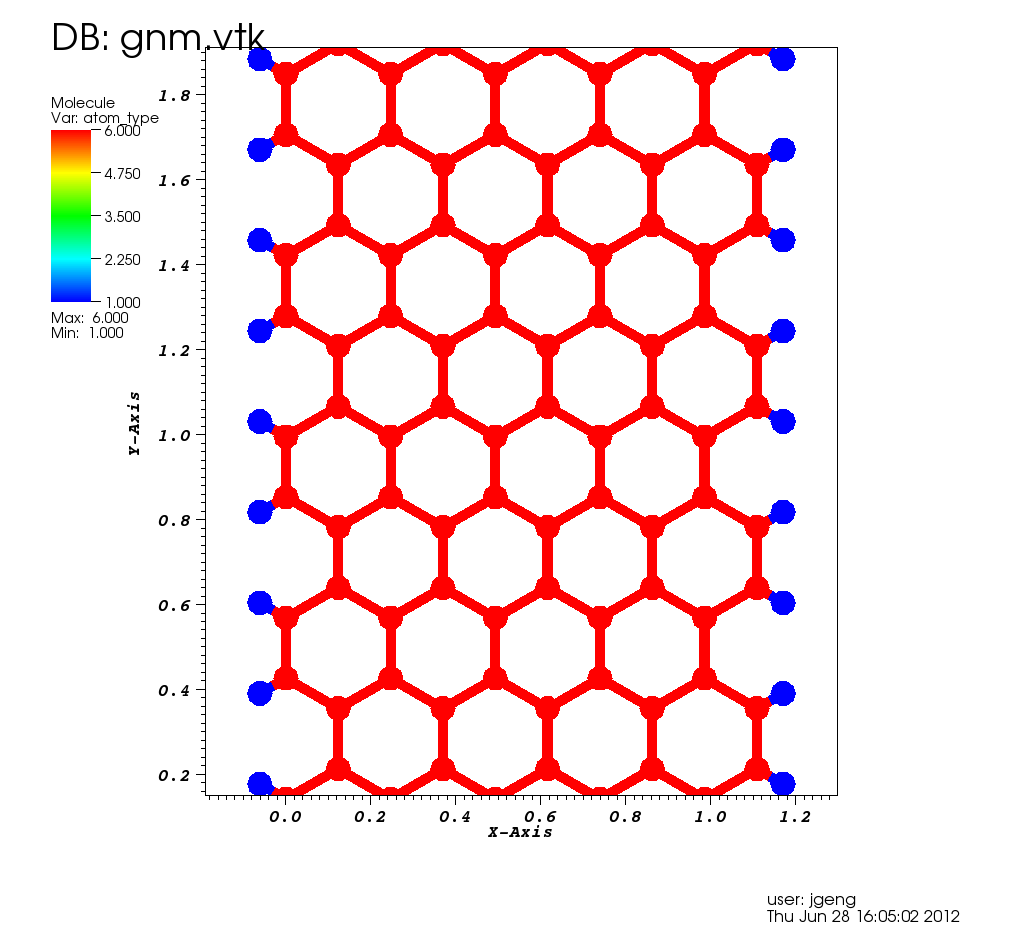 DB: gnm.vtk
Molecule
Var: atom_type
6.000
4.750
3.500
2.250
1.000
Max: 6.000
Min: 1.000
1.8
1.6
1.4
1.2
1.0
0.8
0.6
0.4
0.2
Y-Axis
0.0 0.2 0.4 0.6 0.8 1.0 1.2
X-Axis
user: jgeng
Thu Jun 28 16:05:02 2012